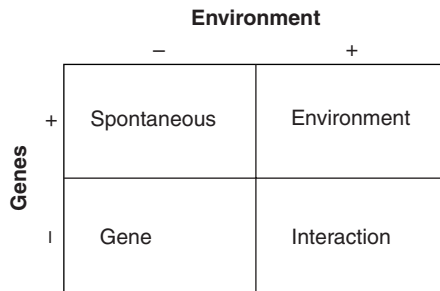 Environment
– +
+ Spontaneous Environment
Genes
– Gene Interaction